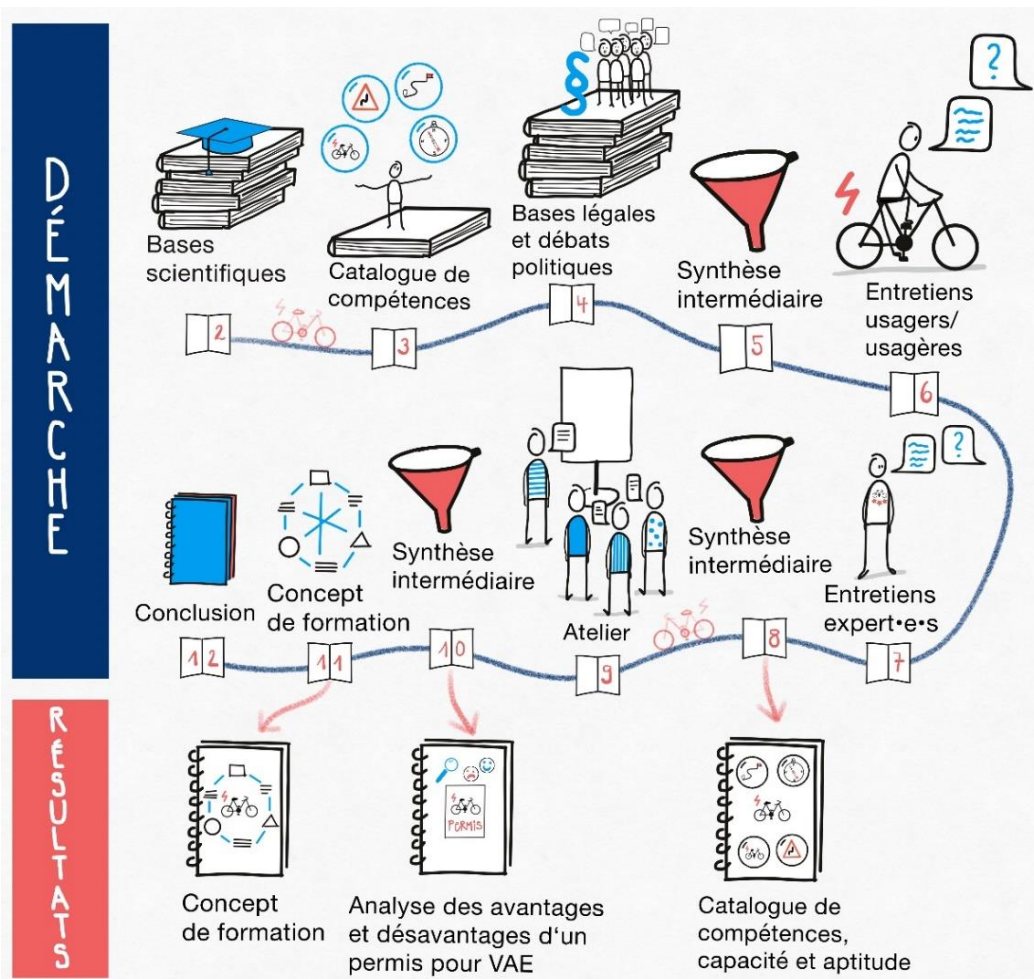 DÉMARCHE
Bases
scientifiques
Catalogue de
compétences
§
Bases légales
et débats
politiques
Synthèse
intermédiaire
?
Entretiens
usagers/
usagères
2
3
4
5
6
Conclusion
Concept
de formation
Synthèse
intermédiaire
Atelier
Synthèse
intermédiaire
?
Entretiens
expert•e•s
12
11
10
9
8
7
RÉSULTATS
PERMIS
Concept
de formation
Analyse des avantages
et désavantages d‘un
permis pour VAE
Catalogue de
compétences,
capacité et aptitude